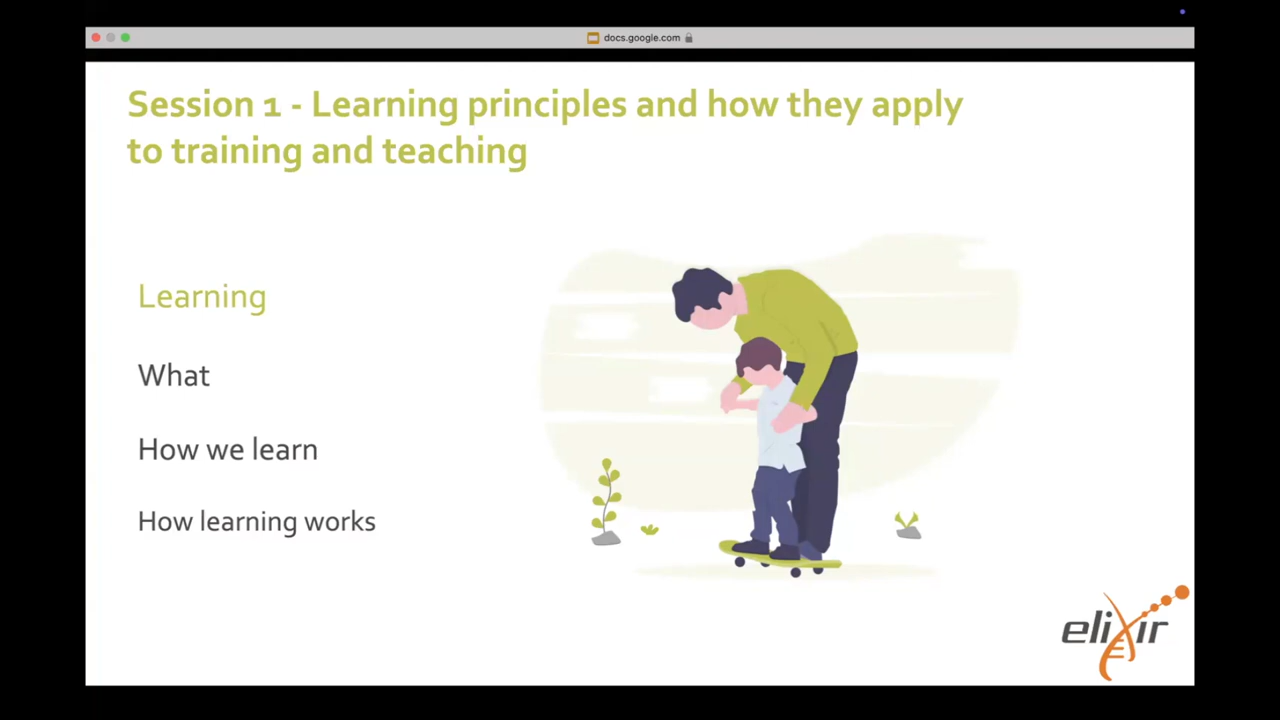 docs.google.com
Session 1 - Learning principles and how they apply
to training and teaching
Learning
What
How we learn
How learning works
elixir